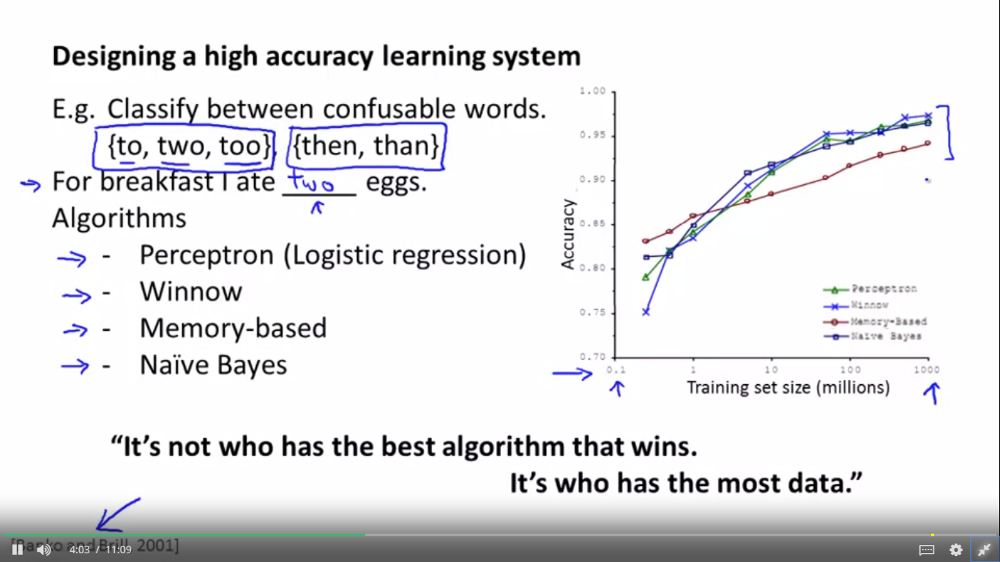 Designing a high accuracy learning system
E.g. Classify between confusable words.
{to, two, too}, {then, than}
For breakfast I ate two eggs.
Algorithms
- Perceptron (Logistic regression)
- Winnow
- Memory-based
- Naïve Bayes
1.00
0.95
0.90
0.85
0.80
0.75
0.70
Accuracy
Perceptron
Winnow
Memory-Based
Naïve Bayes
0.1 1 10 100 1000
Training set size (millions)
“It’s not who has the best algorithm that wins.
It’s who has the most data.”
[Banko and Brill, 2001]
4:03 / 11:09